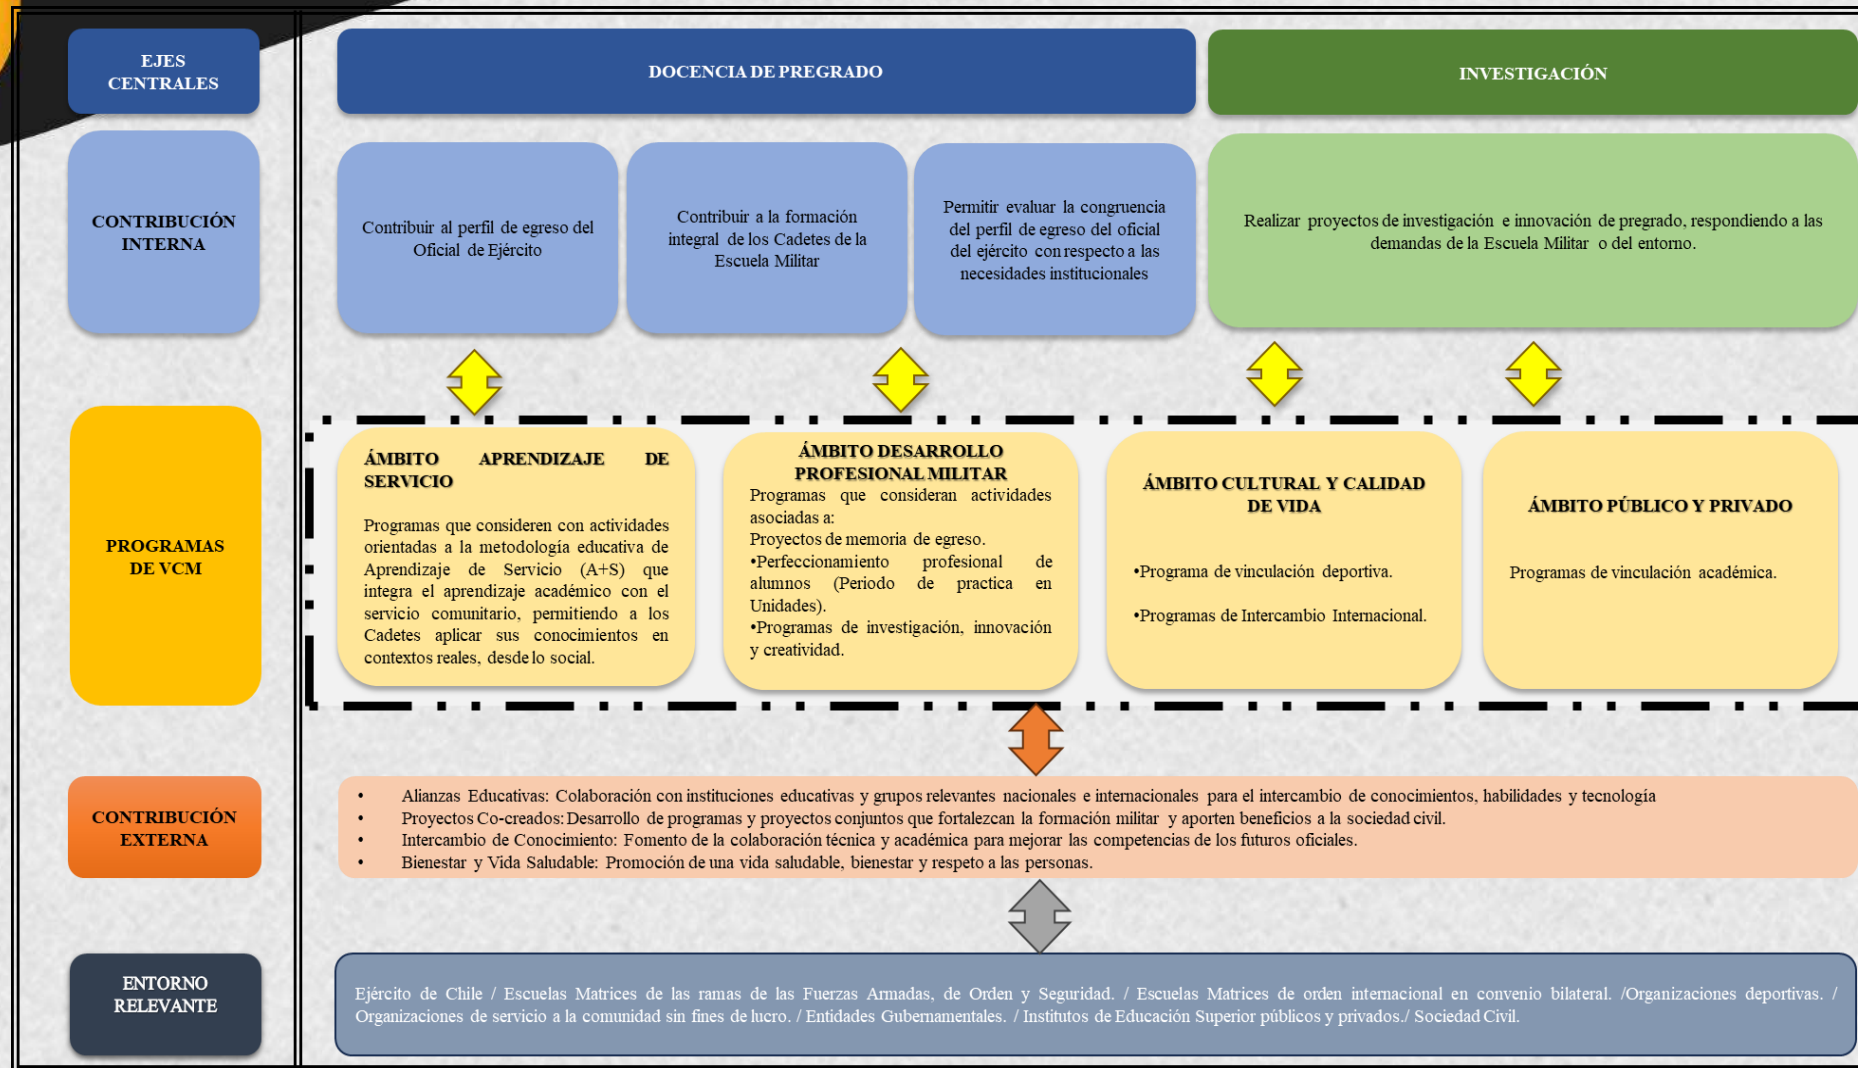 EJES
CENTRALES
DOCENCIA DE PREGRADO
INVESTIGACIÓN
CONTRIBUCIÓN
INTERNA
Contribuir al perfil de egreso del
Oficial de Ejército
Contribuir a la formación
integral de los Cadetes de la
Escuela Militar
Permitir evaluar la congruencia
del perfil de egreso del oficial
del ejército con respecto a las
necesidades institucionales
Realizar proyectos de investigación e innovación de pregrado, respondiendo a las
demandas de la Escuela Militar o del entorno.
PROGRAMAS
DE VCM
ÁMBITO APRENDIZAJE DE
SERVICIO
Programas que consideren con actividades
orientadas a la metodología educativa de
Aprendizaje de Servicio (A+S) que
integra el aprendizaje académico con el
servicio comunitario, permitiendo a los
Cadetes aplicar sus conocimientos en
contextos reales, desde lo social.
ÁMBITO DESARROLLO
PROFESIONAL MILITAR
Programas que consideran actividades
asociadas a:
Proyectos de memoria de egreso.
•Perfeccionamiento profesional de
alumnos (Periodo de practica en
Unidades).
•Programas de investigación, innovación
y creatividad.
ÁMBITO CULTURAL Y CALIDAD
DE VIDA
•Programa de vinculación deportiva.
•Programas de Intercambio Internacional.
ÁMBITO PÚBLICO Y PRIVADO
Programas de vinculación académica.
CONTRIBUCIÓN
EXTERNA
• Alianzas Educativas: Colaboración con instituciones educativas y grupos relevantes nacionales e internacionales para el intercambio de conocimientos, habilidades y tecnología
• Proyectos Co-creados: Desarrollo de programas y proyectos conjuntos que fortalezcan la formación militar y aporten beneficios a la sociedad civil.
• Intercambio de Conocimiento: Fomento de la colaboración técnica y académica para mejorar las competencias de los futuros oficiales.
• Bienestar y Vida Saludable: Promoción de una vida saludable, bienestar y respeto a las personas.
ENTORNO
RELEVANTE
Ejército de Chile / Escuelas Matrices de las ramas de las Fuerzas Armadas, de Orden y Seguridad. / Escuelas Matrices de orden internacional en convenio bilateral. /Organizaciones deportivas. /
Organizaciones de servicio a la comunidad sin fines de lucro. / Entidades Gubernamentales. / Institutos de Educación Superior públicos y privados./ Sociedad Civil.